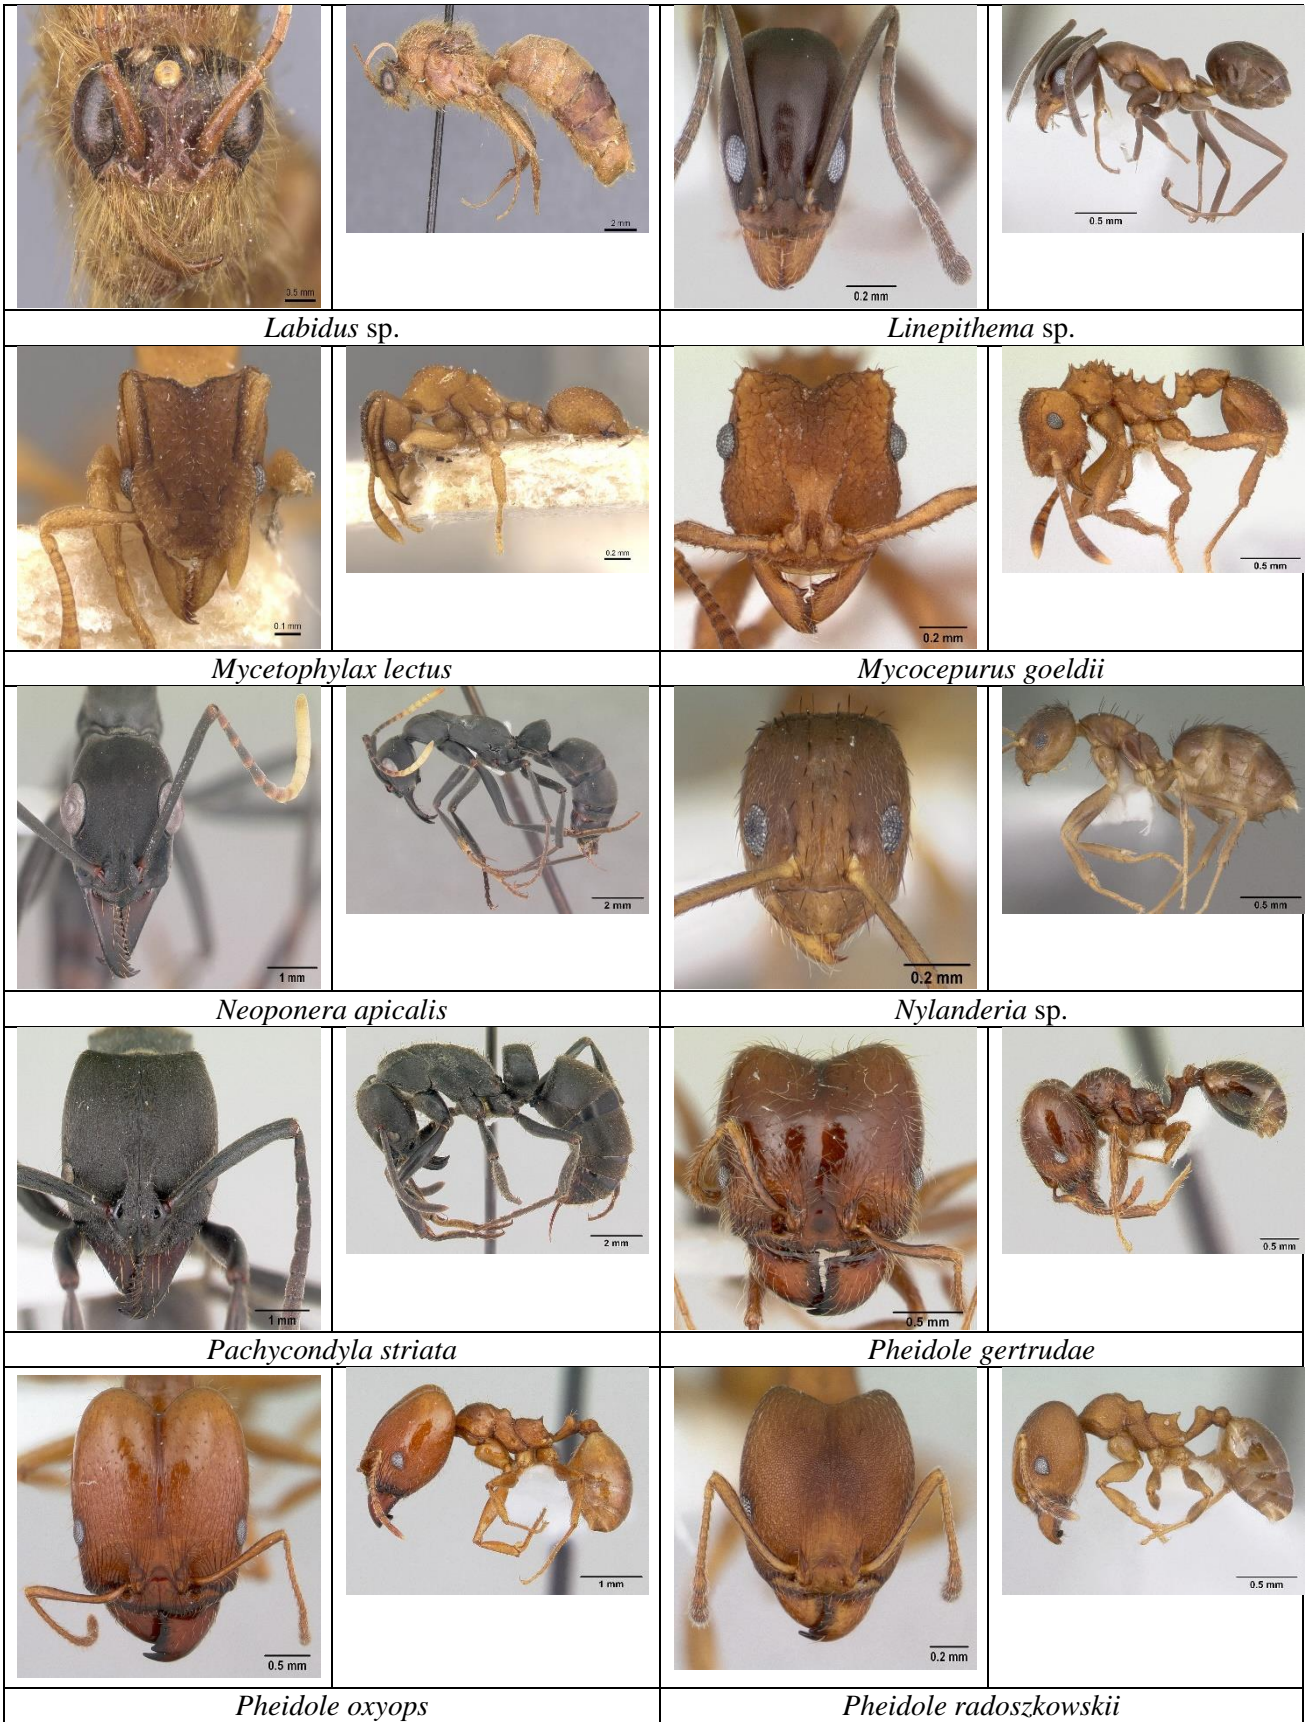 0.5 mm
2 mm
0.2 mm
0.5 mm
Labidus sp.
Linepithema sp.
0.1 mm
0.2 mm
0.2 mm
0.5 mm
Mycetophylax lectus
Mycocepurus goeldii
1 mm
2 mm
0.2 mm
0.5 mm
Neoponera apicalis
Nylanderia sp.
1 mm
2 mm
0.5 mm
0.5 mm
Pachycondyla striata
Pheidole gertrudae
0.5 mm
1 mm
0.2 mm
0.5 mm
Pheidole oxyops
Pheidole radoszkowskii